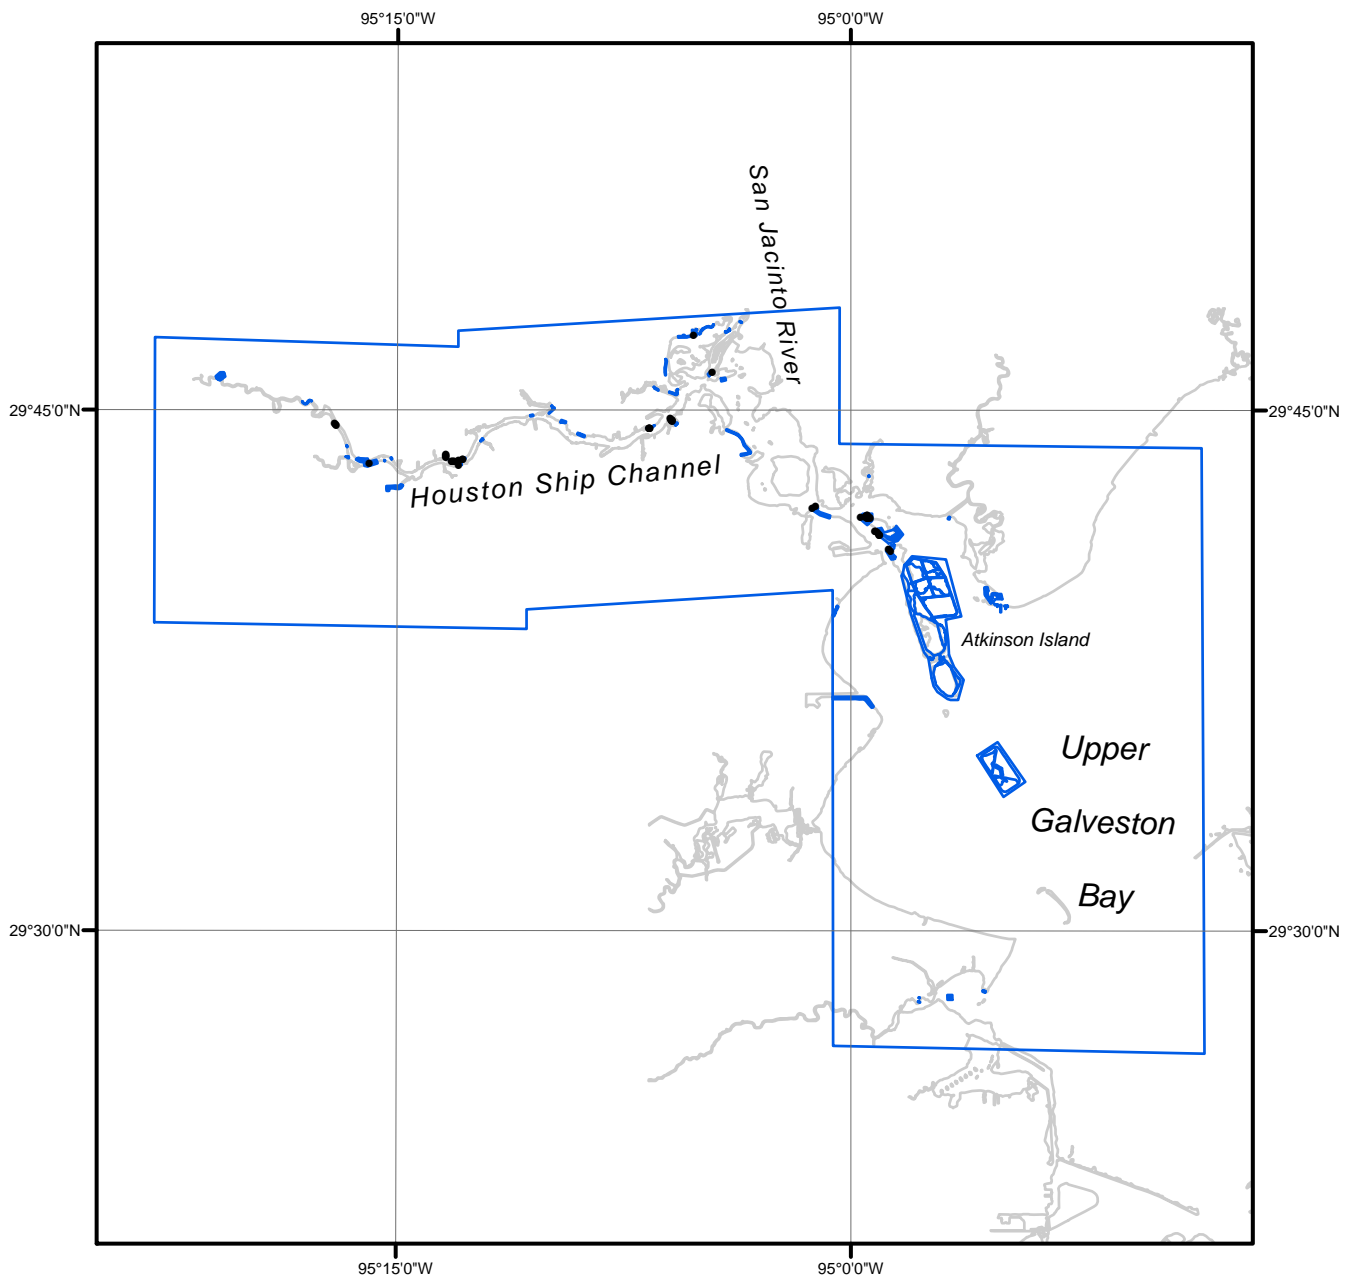 95°15'0"W
95°0'0"W
San Jacinto River
29°45'0"N
29°45'0"N
Houston Ship Channel
Atkinson Island
Upper
Galveston
Bay
29°30'0"N
29°30'0"N
95°15'0"W
95°0'0"W